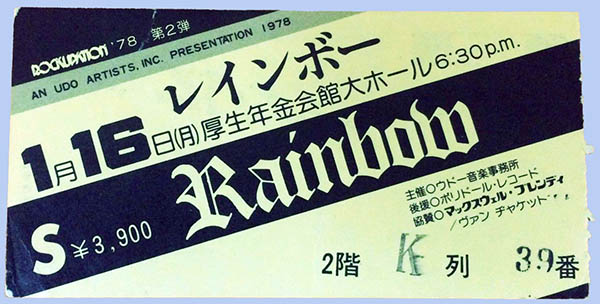 ROCKUPATION '78 第2弾
AN UDO ARTISTS, INC. PRESENTATION 1978
レインボー
1月16日(月)厚生年金会館大ホール6:30p.m.
Rainbow
主催○ウドー音楽事務所
後援○ポリドール・レコード
協賛○マックスウェル・ブレンディ
/ヴァン チャケット
S ¥3,900
2階 K 列 39番